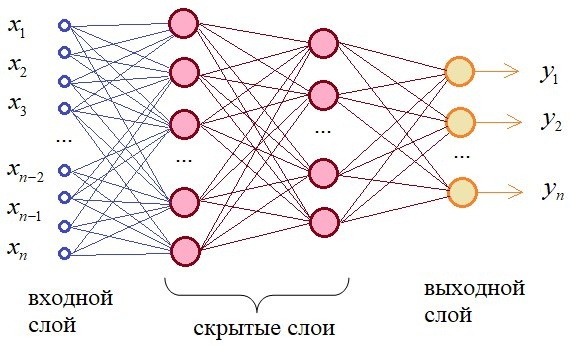 x₁
x₂
x₃
...
xₙ₋₂
xₙ₋₁
xₙ
...
...
...
y₁
y₂
yₙ
входной
слой
скрытые слои
выходной
слой